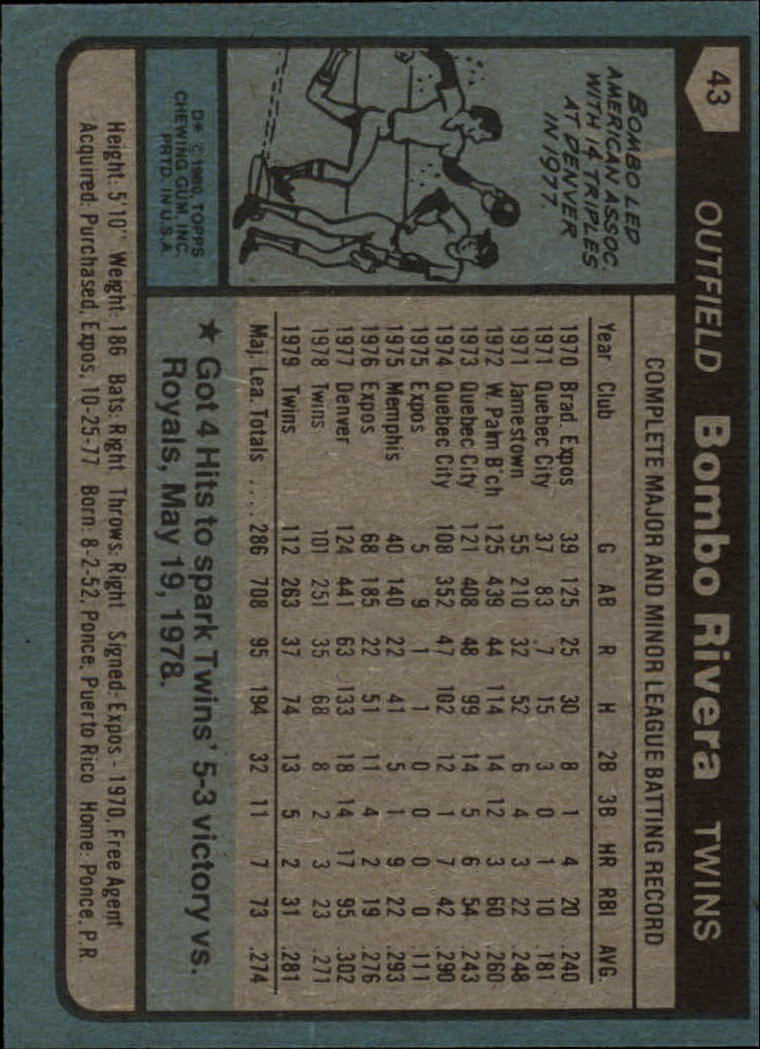 43
OUTFIELD Bombo Rivera TWINS
BOMBO LED
AMERICAN ASSOC.
WITH 14 TRIPLES
AT DENVER
IN 1977.
D* © 1980, TOPPS
CHEWING GUM, INC.
PRTD. IN U.S.A.
COMPLETE MAJOR AND MINOR LEAGUE BATTING RECORD
Year Club G AB R H 2B 3B HR RBI AVG.
1970 Brad. Expos 39 125 25 30 8 1 4 20 .240
1971 Quebec City 37 83 7 15 3 0 1 10 .181
1971 Jamestown 55 210 32 52 6 4 3 22 .248
1972 W. Palm B'ch 125 439 44 114 14 12 3 60 .260
1973 Quebec City 121 408 48 99 14 5 6 54 .243
1974 Quebec City 108 352 47 102 12 1 7 42 .290
1975 Expos 5 9 1 1 0 0 0 0 .111
1975 Memphis 40 140 22 41 5 1 9 22 .293
1976 Expos 68 185 22 51 11 4 2 19 .276
1977 Denver 124 441 63 133 18 14 17 95 .302
1978 Twins 101 251 35 68 8 2 3 23 .271
1979 Twins 112 263 37 74 13 5 2 31 .281
Maj. Lea. Totals .... 286 708 95 194 32 11 7 73 .274
★ Got 4 Hits to spark Twins' 5-3 victory vs.
Royals, May 19, 1978.
Height: 5'10" Weight: 186 Bats: Right Throws: Right Signed- Expos - 1970, Free Agent
Acquired: Purchased, Expos, 10-25-77 Born: 8-2-52, Ponce, Puerto Rico Home: Ponce, P.R.